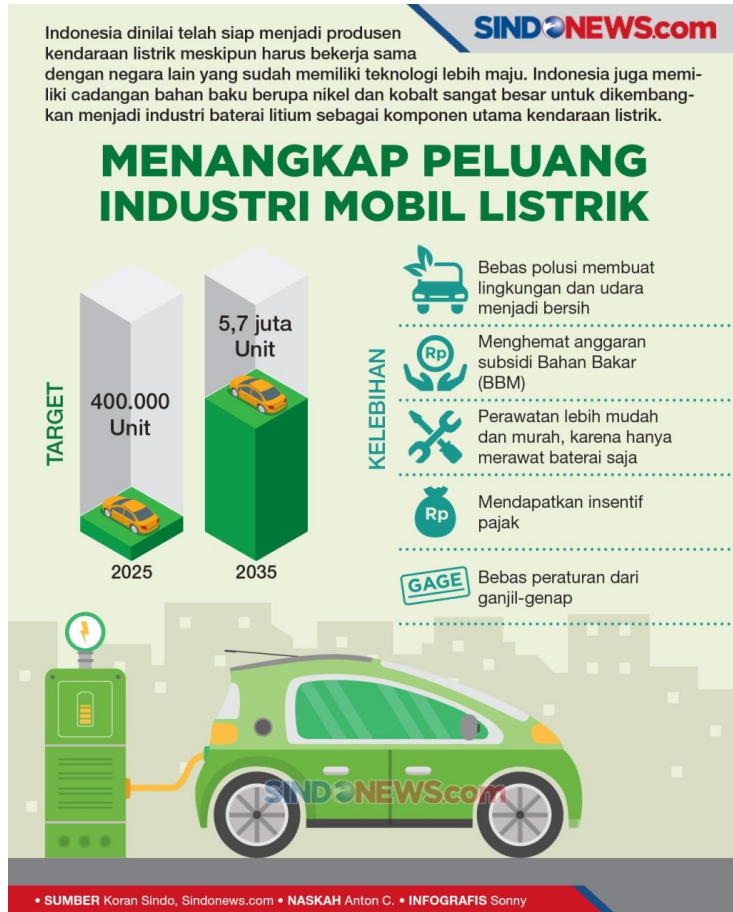 SINDONEWS.com
Indonesia dinilai telah siap menjadi produsen
kendaraan listrik meskipun harus bekerja sama
dengan negara lain yang sudah memiliki teknologi lebih maju. Indonesia juga memi-
liki cadangan bahan baku berupa nikel dan kobalt sangat besar untuk dikembang-
kan menjadi industri baterai litium sebagai komponen utama kendaraan listrik.
MENANGKAP PELUANG
INDUSTRI MOBIL LISTRIK
TARGET
400.000
Unit
2025
5,7 juta
Unit
2035
KELEBIHAN
Bebas polusi membuat
lingkungan dan udara
menjadi bersih
Rp
Menghemat anggaran
subsidi Bahan Bakar
(BBM)
Perawatan lebih mudah
dan murah, karena hanya
merawat baterai saja
Rp
Mendapatkan insentif
pajak
GAGE
Bebas peraturan dari
ganjil-genap
SINDONEWS.com
• SUMBER Koran Sindo, Sindonews.com • NASKAH Anton C. • INFOGRAFIS Sonny